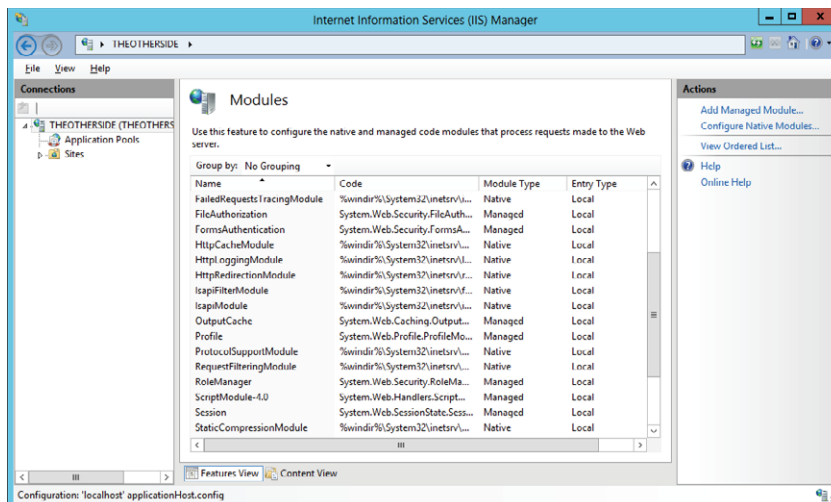 Internet Information Services (IIS) Manager
THEOTHERSIDE
File View Help
Connections
THEOTHERSIDE (THEOTHERS
Application Pools
Sites
Modules
Use this feature to configure the native and managed code modules that process requests made to the Web
server.
Group by: No Grouping
Name Code Module Type Entry Type
FailedRequestsTracingModule %windir%\System32\inetsrv\i... Native Local
FileAuthorization System.Web.Security.FileAuth... Managed Local
FormsAuthentication System.Web.Security.FormsA... Managed Local
HttpCacheModule %windir%\System32\inetsrv\... Native Local
HttpLoggingModule %windir%\System32\inetsrv\l... Native Local
HttpRedirectionModule %windir%\System32\inetsrv\r... Native Local
IsapiFilterModule %windir%\System32\inetsrv\f... Native Local
IsapiModule %windir%\System32\inetsrv\i... Native Local
OutputCache System.Web.Caching.Output... Managed Local
Profile System.Web.Profile.ProfileMo... Managed Local
ProtocolSupportModule %windir%\System32\inetsrv\... Native Local
RequestFilteringModule %windir%\System32\inetsrv\... Native Local
RoleManager System.Web.Security.RoleMa... Managed Local
ScriptModule-4.0 System.Web.Handlers.Script... Managed Local
Session System.Web.SessionState.Sess... Managed Local
StaticCompressionModule %windir%\System32\inetsrv\... Native Local
Features View Content View
Actions
Add Managed Module...
Configure Native Modules...
View Ordered List...
Help
Online Help
Configuration: 'localhost' applicationHost.config